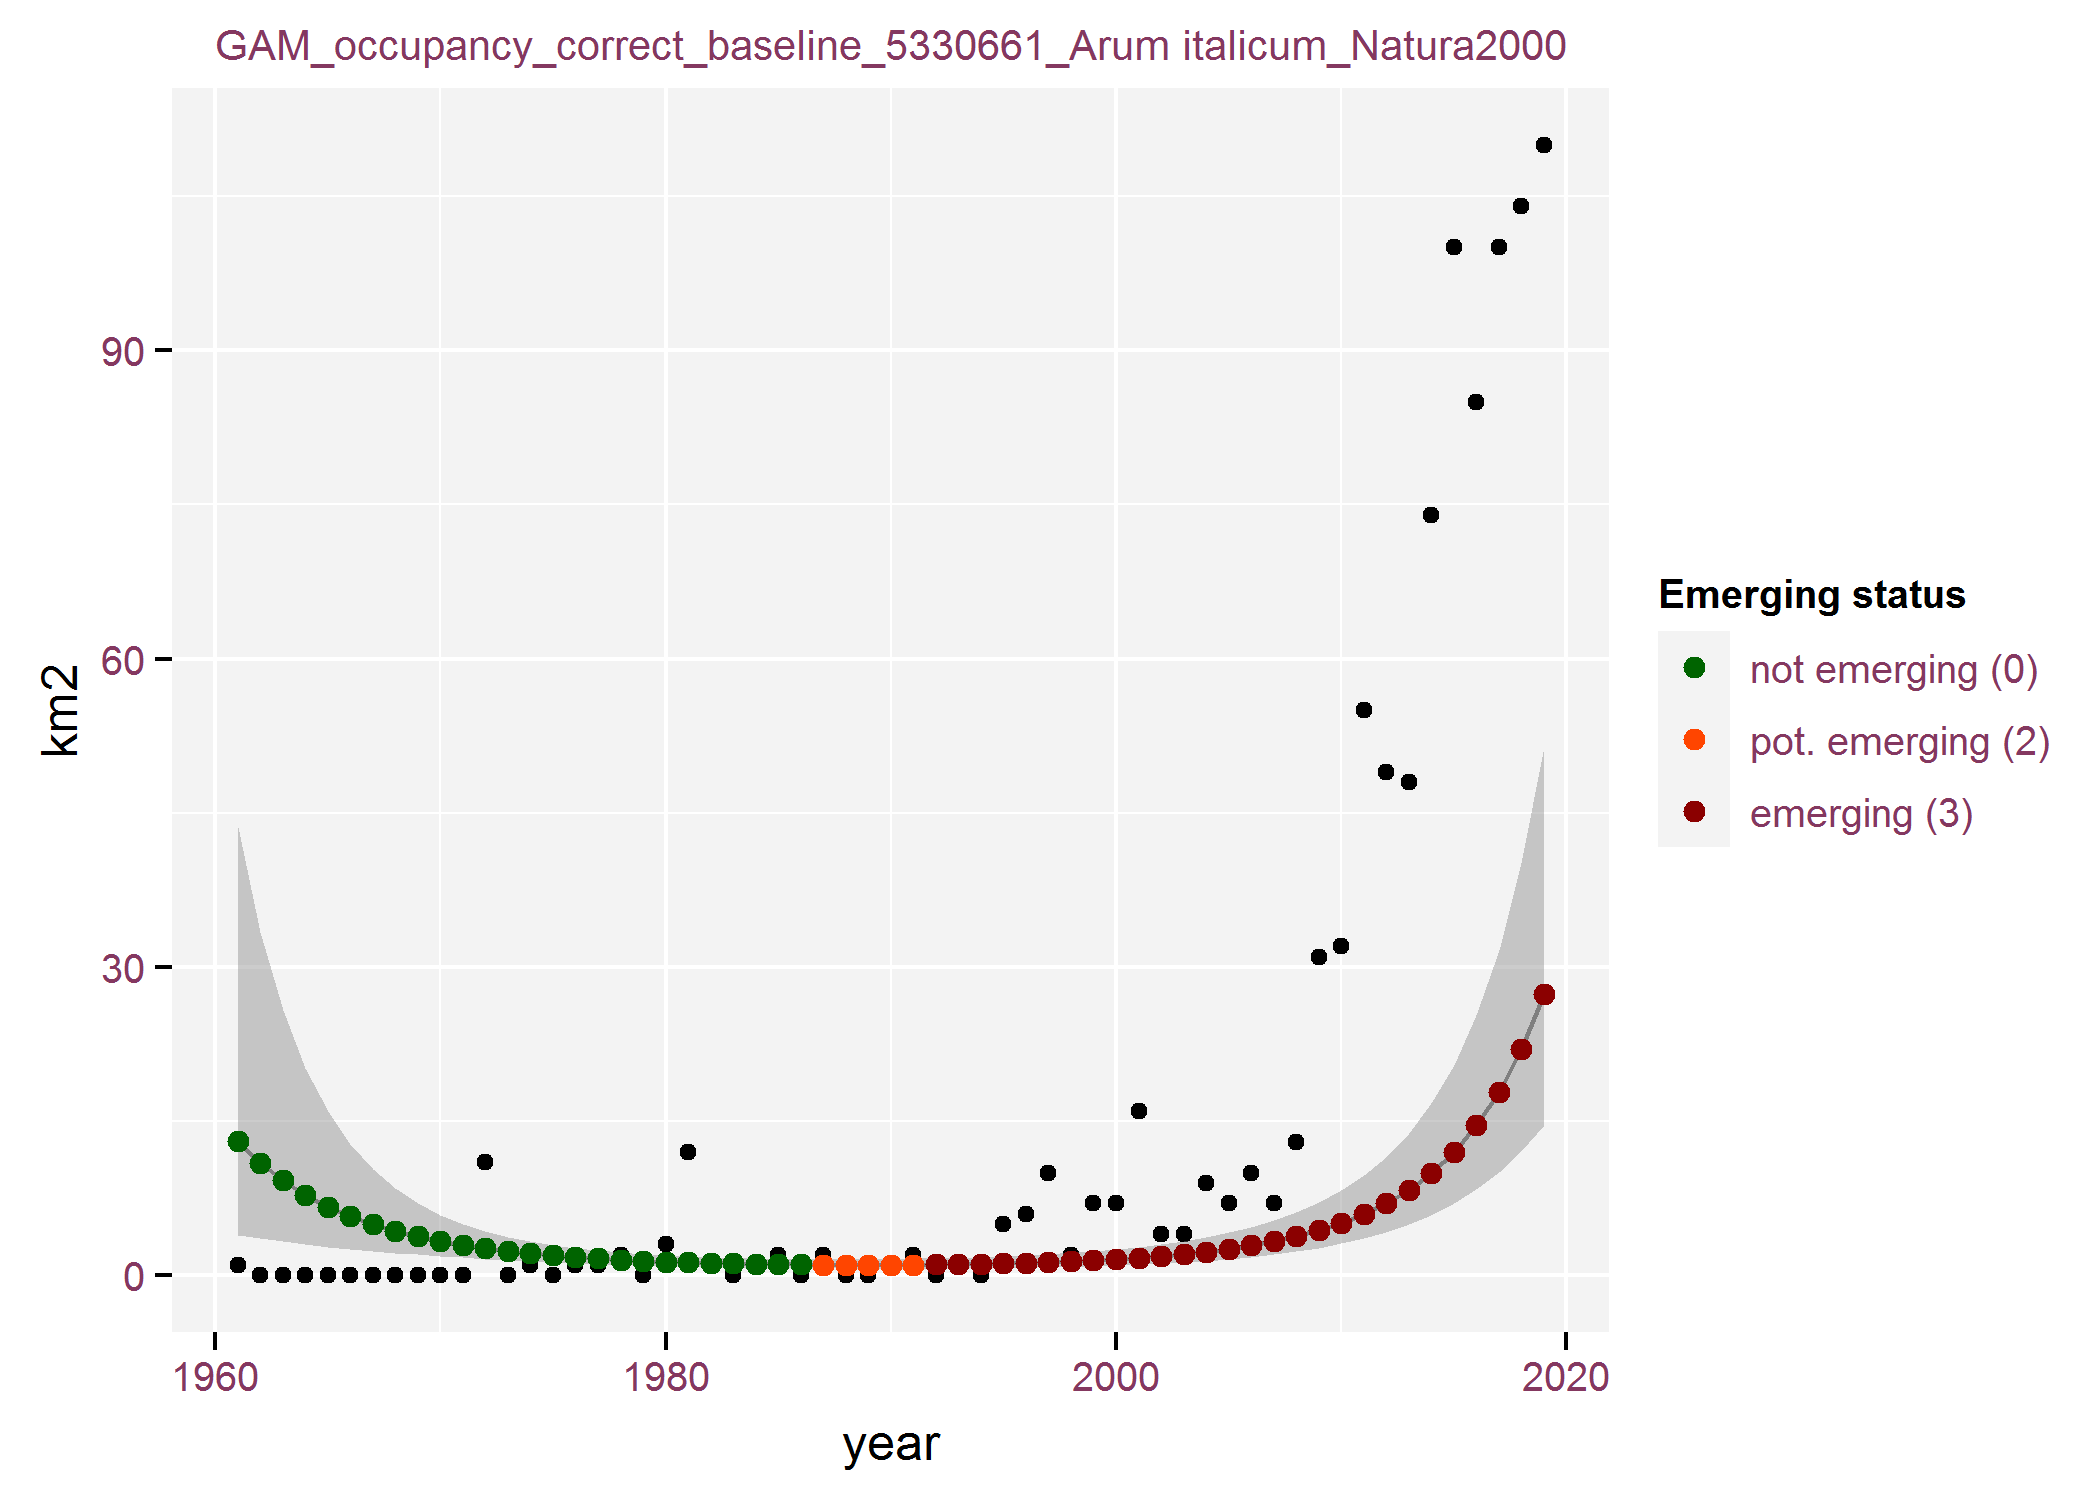 GAM_occupancy_correct_baseline_5330661_Arum italicum_Natura2000
90
60
30
0
km2
1960
1980
2000
2020
year
Emerging status
not emerging (0)
pot. emerging (2)
emerging (3)